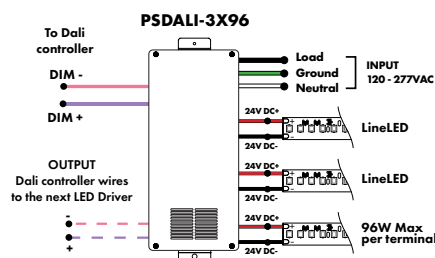 PSDALI-3X96
To Dali
controller
DIM -
DIM +
OUTPUT
Dali controller wires
to the next LED Driver
-
+
Load
Ground
Neutral
INPUT
120 - 277VAC
24V DC+
24V DC-
+
-
LineLED
24V DC+
24V DC-
+
-
LineLED
24V DC+
24V DC-
+
-
96W Max
per terminal